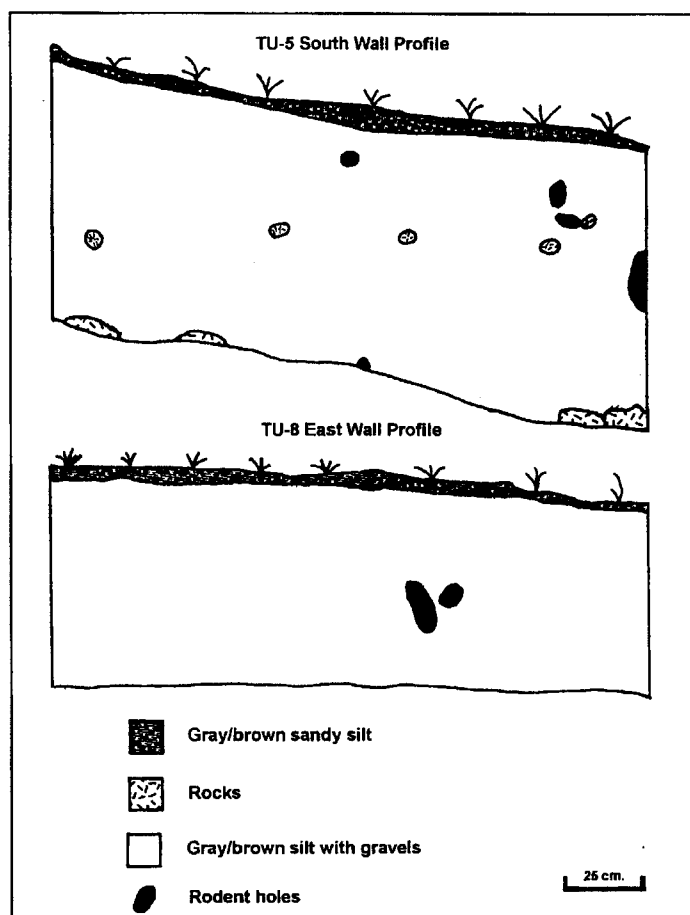 TU-5 South Wall Profile
TU-8 East Wall Profile
Gray/brown sandy silt
Rocks
Gray/brown silt with gravels
25 cm.
Rodent holes